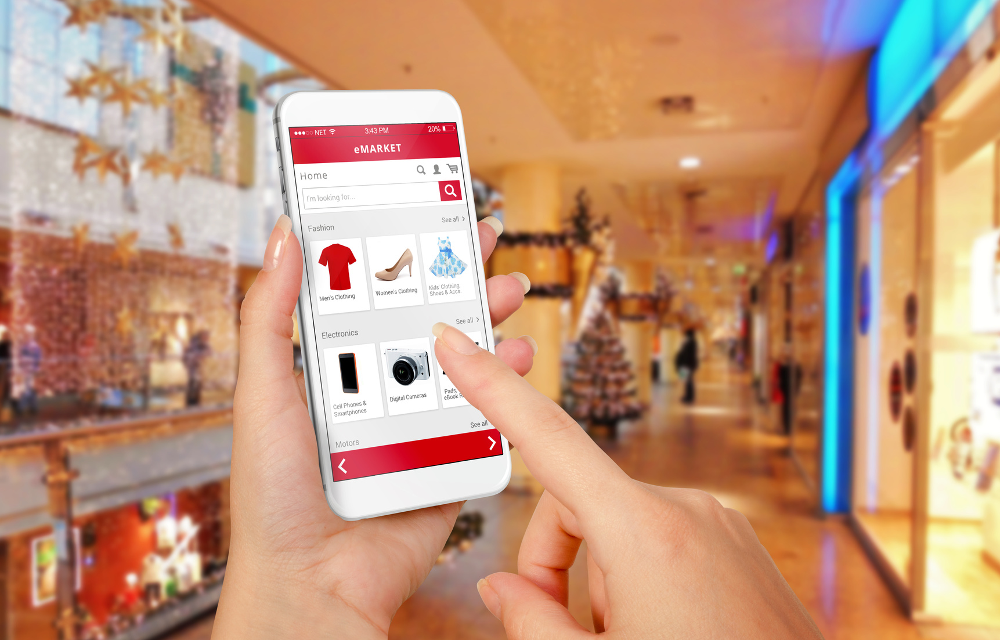 NET 3:43 PM 20%
eMARKET
Home
I'm looking for...
Fashion
See all
Men's Clothing
Women's Clothing
Kids' Clothing,
Shoes & Accs.
Electronics
See all
Cell Phones &
Smartphones
Digital Cameras
Pads,
eBook
See all
Motors